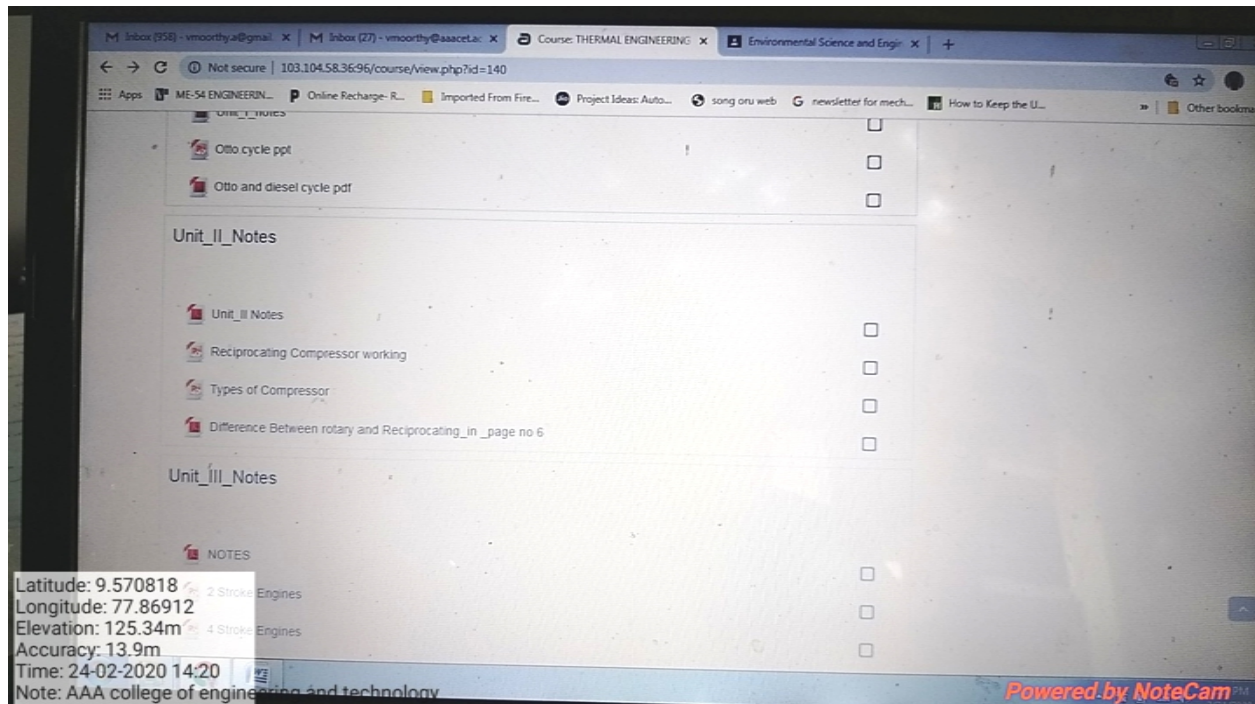 Inbox (958) - vmoorthy.a@gmail. × Inbox (27) - vmoorthy@aaacet.ac × Course: THERMAL ENGINEERING × Environmental Science and Engin × +
Not secure | 103.104.58.36:96/course/view.php?id=140
Apps ME-54 ENGINEERIN... Online Recharge- R... Imported From Fire... Project Ideas: Auto... song oru web newsletter for mech... How to Keep the U... » Other bookma
Unit_I_notes
Otto cycle ppt
Otto and diesel cycle pdf
Unit_II_Notes
Unit_II Notes
Reciprocating Compressor working
Types of Compressor
Difference Between rotary and Reciprocating_in _page no 6
Unit_III_Notes
NOTES
2 Stroke Engines
4 Stroke Engines
Latitude: 9.570818
Longitude: 77.86912
Elevation: 125.34m
Accuracy: 13.9m
Time: 24-02-2020 14:20
Note: AAA college of engineering and technology
Powered by NoteCam
PM